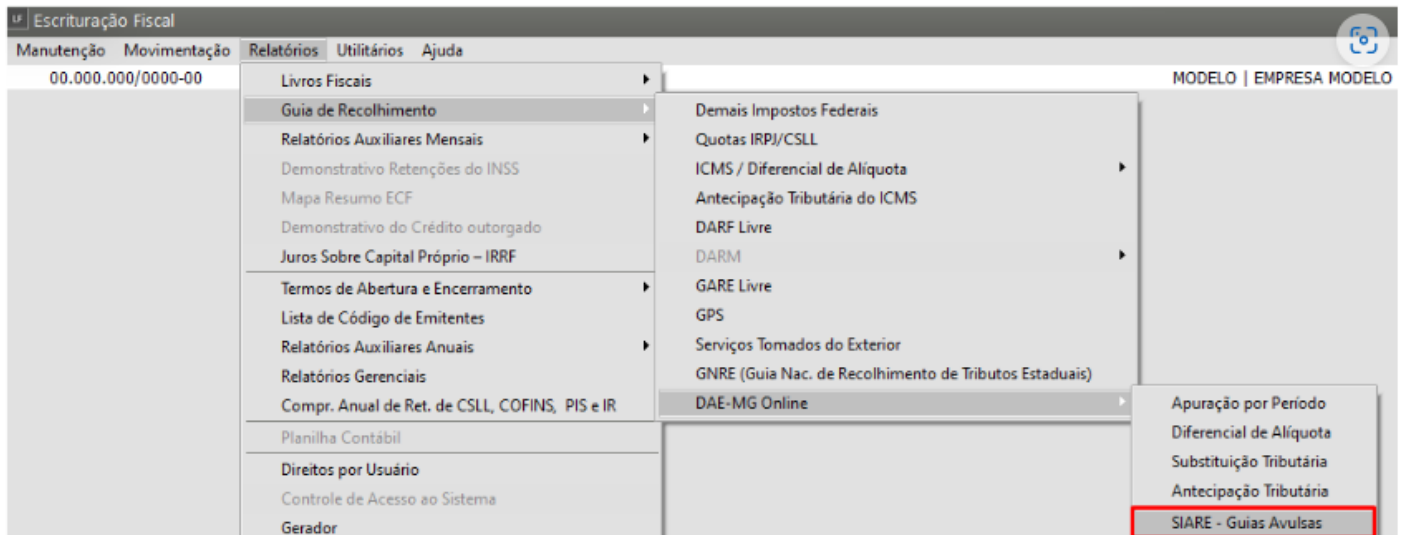 LF Escrituração Fiscal
Manutenção Movimentação Relatórios Utilitários Ajuda
00.000.000/0000-00
MODELO | EMPRESA MODELO
Livros Fiscais
Guia de Recolhimento
Relatórios Auxiliares Mensais
Demonstrativo Retenções do INSS
Mapa Resumo ECF
Demonstrativo do Crédito outorgado
Juros Sobre Capital Próprio – IRRF
Termos de Abertura e Encerramento
Lista de Código de Emitentes
Relatórios Auxiliares Anuais
Relatórios Gerenciais
Compr. Anual de Ret. de CSLL, COFINS, PIS e IR
Planilha Contábil
Direitos por Usuário
Controle de Acesso ao Sistema
Gerador
Demais Impostos Federais
Quotas IRPJ/CSLL
ICMS / Diferencial de Alíquota
Antecipação Tributária do ICMS
DARF Livre
DARM
GARE Livre
GPS
Serviços Tomados do Exterior
GNRE (Guia Nac. de Recolhimento de Tributos Estaduais)
DAE-MG Online
Apuração por Período
Diferencial de Alíquota
Substituição Tributária
Antecipação Tributária
SIARE - Guias Avulsas